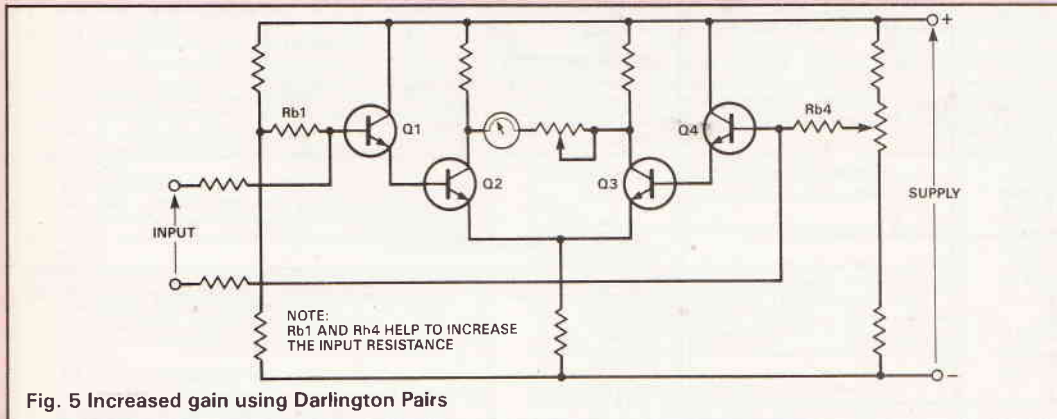 +
Rb1
Q1
Q4
Rb4
Q2
Q3
SUPPLY
INPUT
NOTE:
Rb1 AND Rb4 HELP TO INCREASE
THE INPUT RESISTANCE
−
Fig. 5 Increased gain using Darlington Pairs